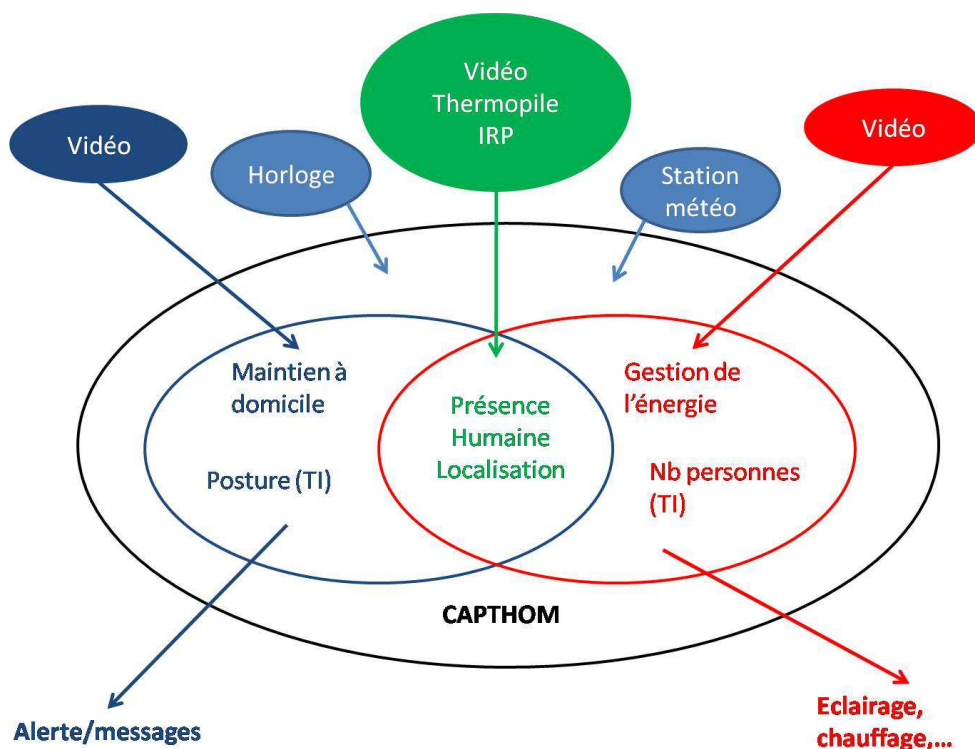 Vidéo
Thermopile
IRP
Vidéo
Vidéo
Horloge
Station
météo
Maintien à
domicile
Gestion de
l'énergie
Présence
Humaine
Localisation
Posture (TI)
Nb personnes
(TI)
CAPTHOM
Alerte/messages
Eclairage,
chauffage,...